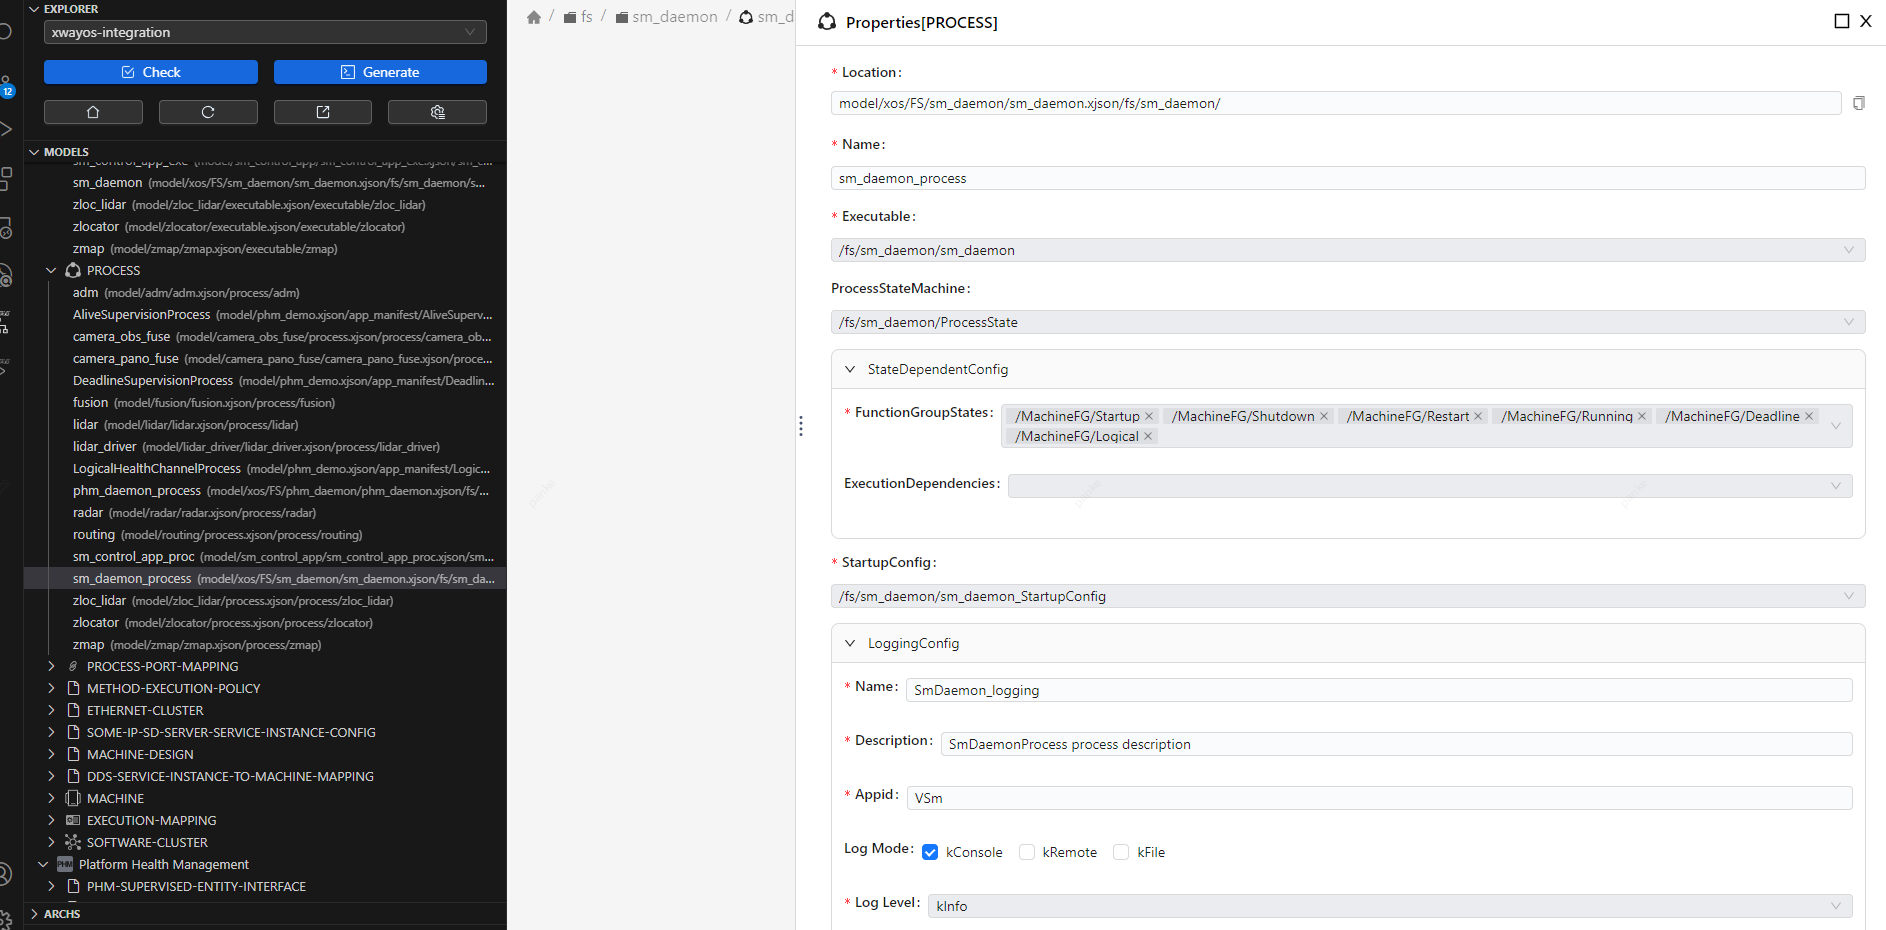 EXPLORER
xwayos-integration
Check
Generate
12
MODELS
sm_control_app_exe (model/sm_control_app/sm_control_app_exe.xjson/sm_c...
sm_daemon (model/xos/FS/sm_daemon/sm_daemon.xjson/fs/sm_daemon/s...
zloc_lidar (model/zloc_lidar/executable.xjson/executable/zloc_lidar)
zlocator (model/zlocator/executable.xjson/executable/zlocator)
zmap (model/zmap/zmap.xjson/executable/zmap)
PROCESS
adm (model/adm/adm.xjson/process/adm)
AliveSupervisionProcess (model/phm_demo.xjson/app_manifest/AliveSuperv...
camera_obs_fuse (model/camera_obs_fuse/process.xjson/process/camera_ob...
camera_pano_fuse (model/camera_pano_fuse/camera_pano_fuse.xjson/proce...
DeadlineSupervisionProcess (model/phm_demo.xjson/app_manifest/Deadlin...
fusion (model/fusion/fusion.xjson/process/fusion)
lidar (model/lidar/lidar.xjson/process/lidar)
lidar_driver (model/lidar_driver/lidar_driver.xjson/process/lidar_driver)
LogicalHealthChannelProcess (model/phm_demo.xjson/app_manifest/Logic...
phm_daemon_process (model/xos/FS/phm_daemon/phm_daemon.xjson/fs/...
radar (model/radar/radar.xjson/process/radar)
routing (model/routing/process.xjson/process/routing)
sm_control_app_proc (model/sm_control_app/sm_control_app_proc.xjson/sm...
sm_daemon_process (model/xos/FS/sm_daemon/sm_daemon.xjson/fs/sm_da...
zloc_lidar (model/zloc_lidar/process.xjson/process/zloc_lidar)
zlocator (model/zlocator/process.xjson/process/zlocator)
zmap (model/zmap/zmap.xjson/process/zmap)
PROCESS-PORT-MAPPING
METHOD-EXECUTION-POLICY
ETHERNET-CLUSTER
SOME-IP-SD-SERVER-SERVICE-INSTANCE-CONFIG
MACHINE-DESIGN
DDS-SERVICE-INSTANCE-TO-MACHINE-MAPPING
MACHINE
EXECUTION-MAPPING
SOFTWARE-CLUSTER
PHM Platform Health Management
PHM-SUPERVISED-ENTITY-INTERFACE
ARCHS
/ fs / sm_daemon / sm_d
Properties[PROCESS]
* Location:
model/xos/FS/sm_daemon/sm_daemon.xjson/fs/sm_daemon/
* Name:
sm_daemon_process
* Executable:
/fs/sm_daemon/sm_daemon
ProcessStateMachine:
/fs/sm_daemon/ProcessState
StateDependentConfig
* FunctionGroupStates: /MachineFG/Startup × /MachineFG/Shutdown × /MachineFG/Restart × /MachineFG/Running × /MachineFG/Deadline ×
/MachineFG/Logical ×
ExecutionDependencies:
* StartupConfig:
/fs/sm_daemon/sm_daemon_StartupConfig
LoggingConfig
* Name: SmDaemon_logging
* Description: SmDaemonProcess process description
* Appid: VSm
Log Mode: kConsole kRemote kFile
* Log Level: kInfo